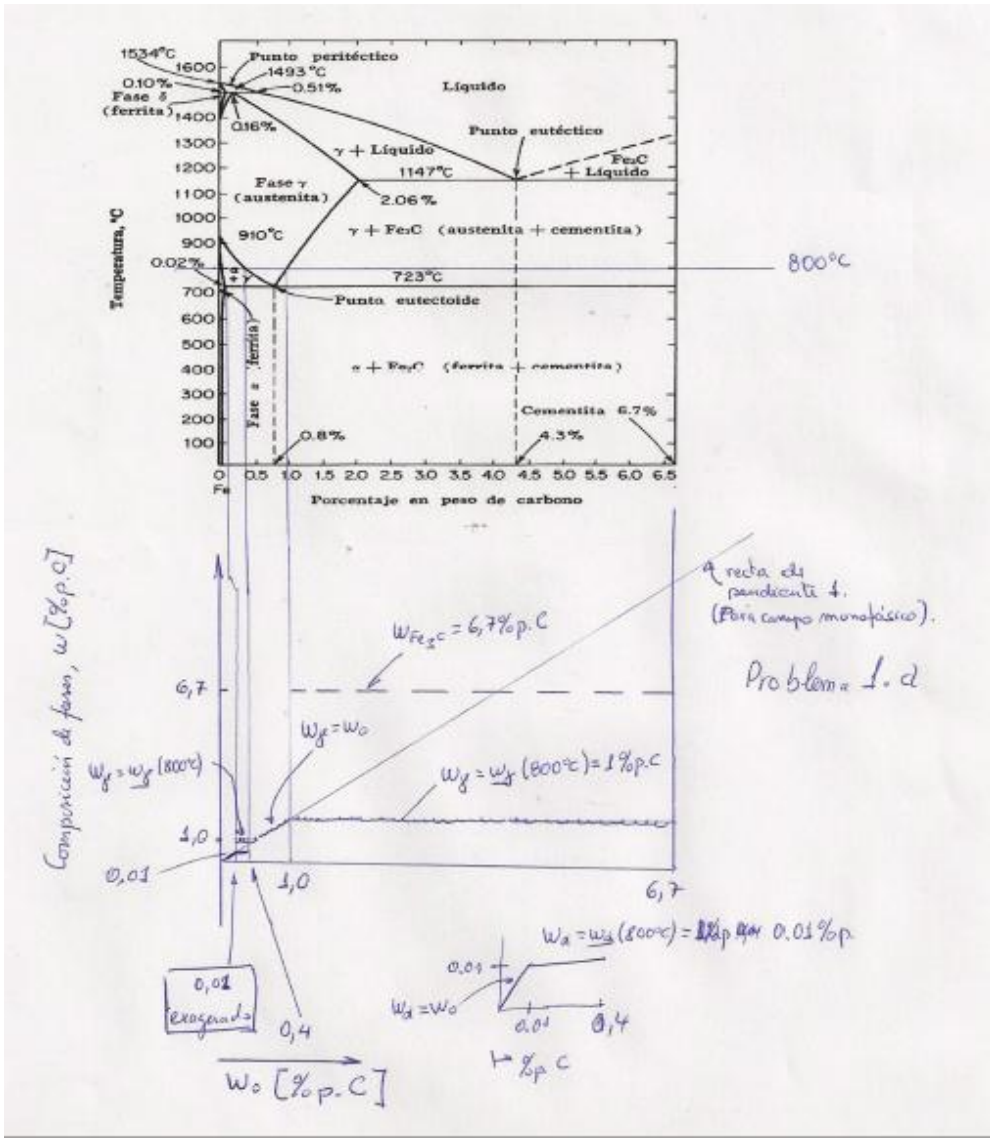 1534°C
Punto peritéctico
1493°C
0.10%
0.51%
Fase δ
(ferrita)
0.16%
Líquido
Punto eutéctico
γ + Líquido
1147°C
Fe₃C
+ Líquido
Fase γ
(austenita)
2.06%
γ + Fe₃C (austenita + cementita)
910°C
0.02%
723°C
800°C
Punto eutectoide
Fase α (ferrita)
α + Fe₃C (ferrita + cementita)
Cementita 6.7%
0.8%
4.3%
Temperatura, °C
1600
1400
1300
1200
1100
1000
900
800
700
600
500
400
300
200
100
0 0.5 1.0 1.5 2.0 2.5 3.0 3.5 4.0 4.5 5.0 5.5 6.0 6.5
Fe
Porcentaje en peso de carbono
Composición de fases, w [%p.C]
recta de
pendiente 1.
(Para campo monofásico).
W Fe₃C = 6,7%p.C
Problema 1.d
6,7
Wγ = W₀
Wγ = Wγ (800°C)
Wγ = Wγ (800°C) = 1%p.C
1,0
0,01
1,0
6,7
Wα = Wα (800°C) = 0.01%p.
0,01
exagerado
0,4
0.01
Wα = W₀
0.01
0,4
%p C
W₀ [%p.C]